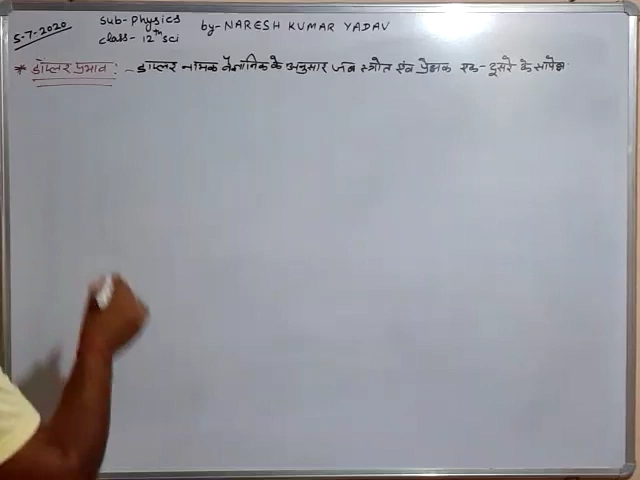 5-7-2020
Sub- Physics by- NARESH KUMAR YADAV
class- 12th sci
* डॉप्लर प्रभाव :- डाप्लर नामक वैज्ञानिक के अनुसार जब स्त्रोत एंव प्रेक्षक एक-दूसरे के सापेक्ष